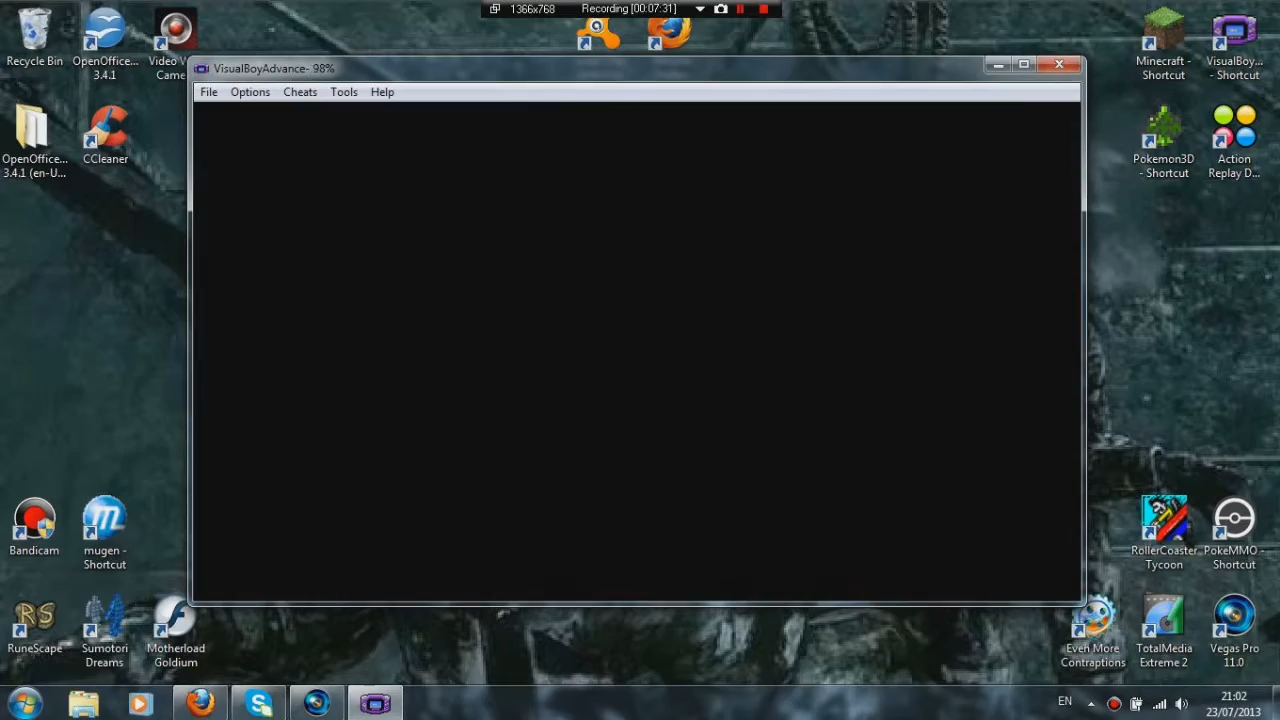 1366x768 Recording [00:07:31]
Recycle Bin
OpenOffice... 3.4.1
Video V
Came
Minecraft - Shortcut
VisualBoy... - Shortcut
VisualBoyAdvance- 98%
File Options Cheats Tools Help
OpenOffice... 3.4.1 (en-U...
CCleaner
Pokemon3D - Shortcut
Action Replay D...
Bandicam
mugen - Shortcut
RollerCoaster Tycoon
PokeMMO - Shortcut
RS
RuneScape
Sumotori Dreams
Motherload Goldium
Even More Contraptions
TotalMedia Extreme 2
Vegas Pro 11.0
EN
21:02
23/07/2013